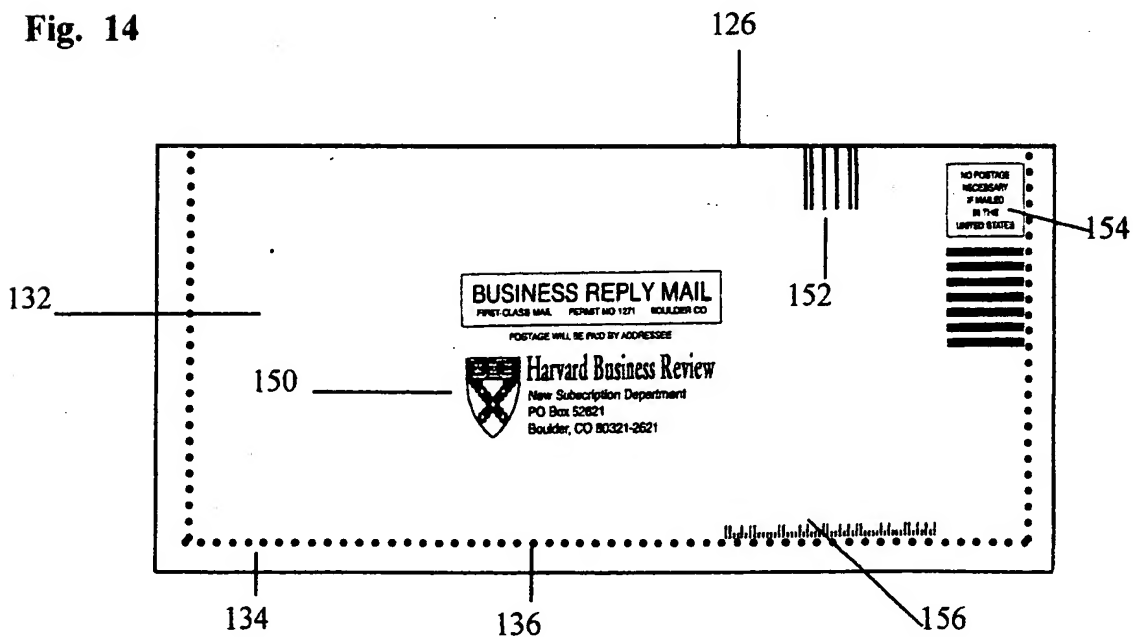 Fig. 14
126
NO POSTAGE
NECESSARY
IF MAILED
IN THE
UNITED STATES
154
152
132
BUSINESS REPLY MAIL
FIRST-CLASS MAIL PERMIT NO 1271 BOULDER CO
POSTAGE WILL BE PAID BY ADDRESSEE
150
Harvard Business Review
New Subscription Department
PO Box 52621
Boulder, CO 80321-2621
134
136
156